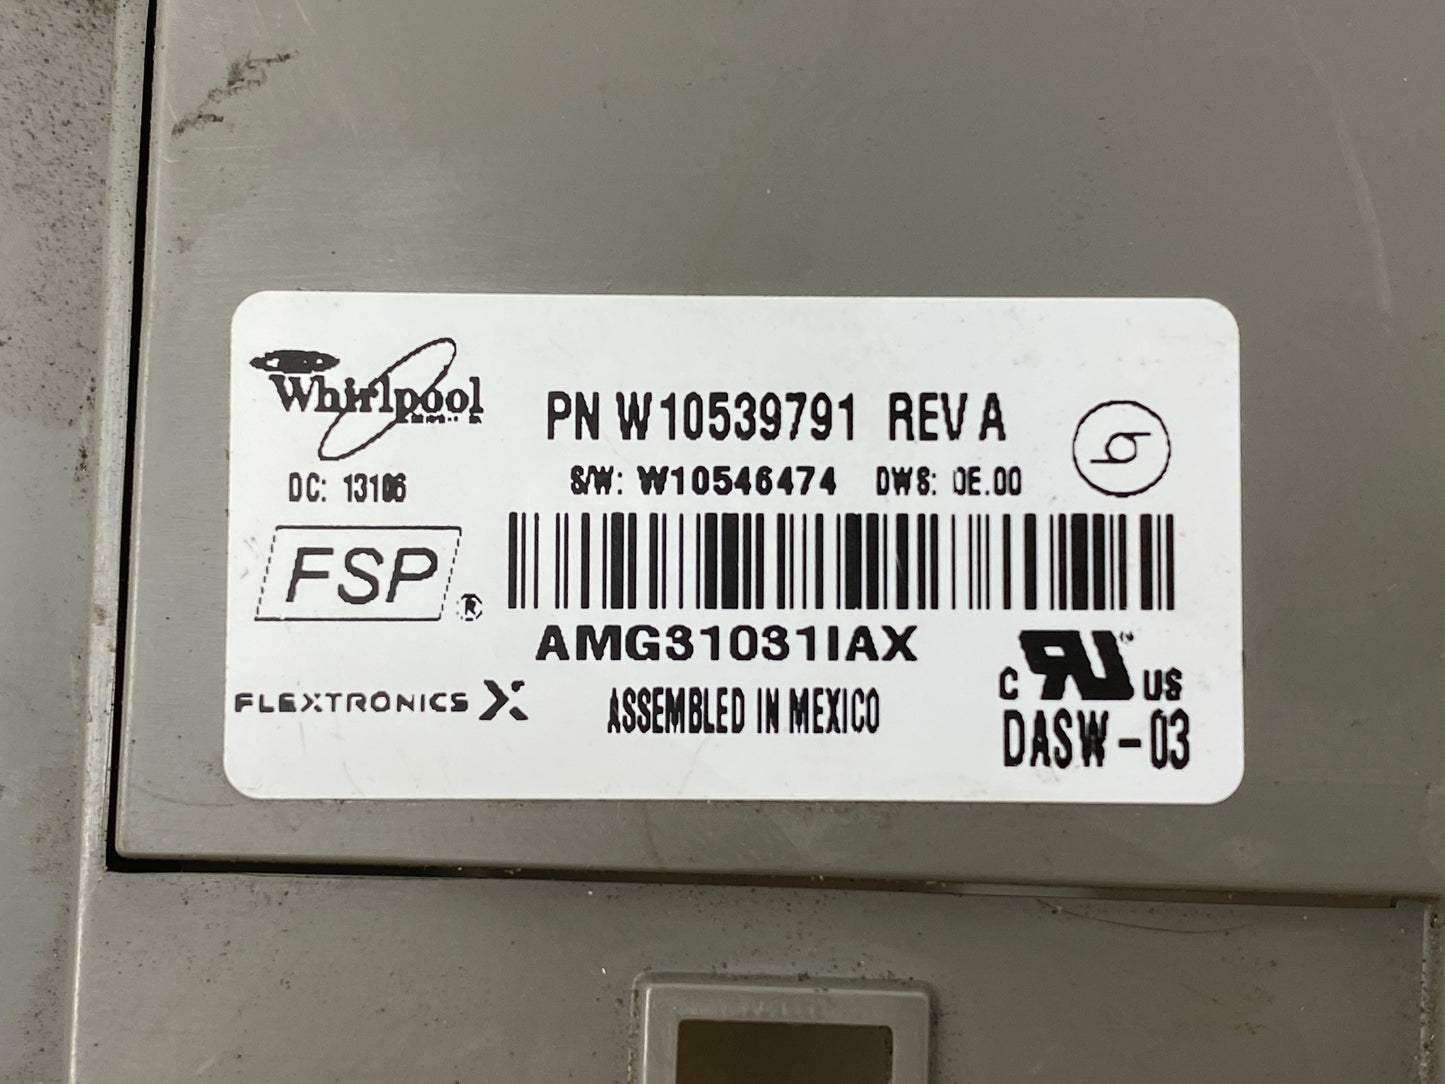 Whirlpool
PN W10539791 REV A
DC: 13106
S/W: W10546474 DWS: 0E.00
FSP ®
AMG31031IAX
FLEXTRONICS X
ASSEMBLED IN MEXICO
C RU US
DASW-03